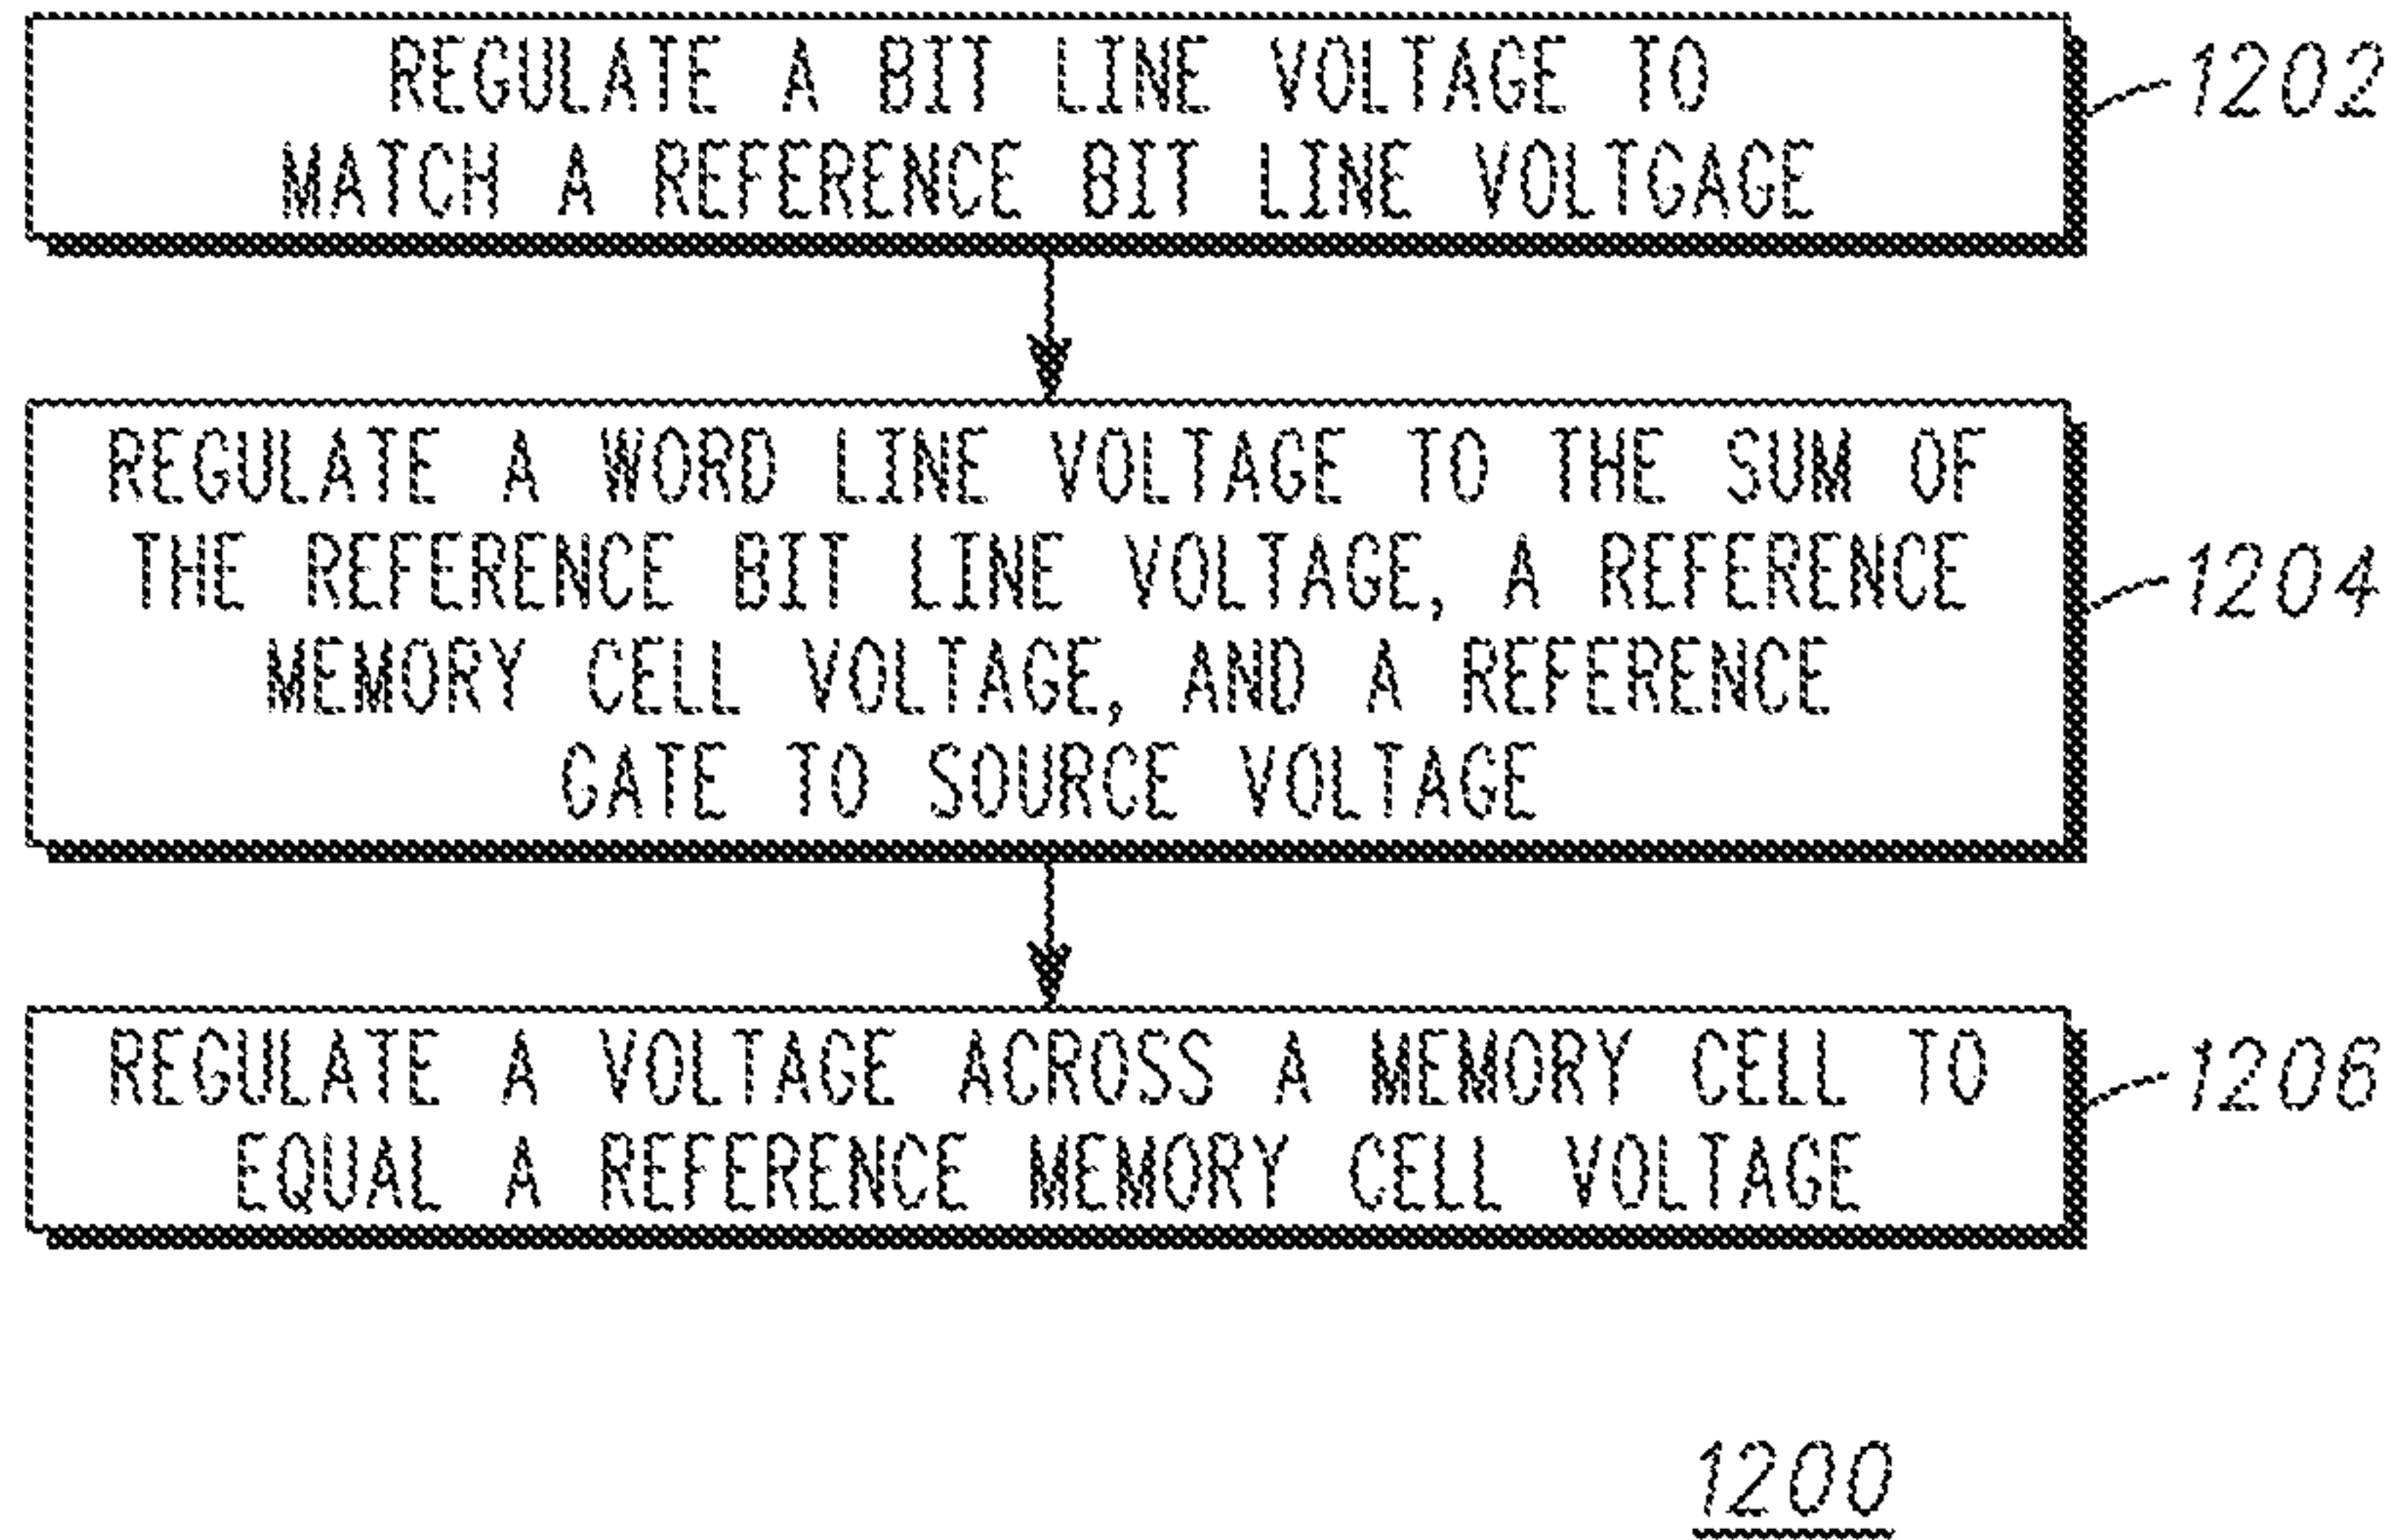 REGULATE A BIT LINE VOLTAGE TO
MATCH A REFERENCE BIT LINE VOLTGAGE
1202
REGULATE A WORD LINE VOLTAGE TO THE SUM OF
THE REFERENCE BIT LINE VOLTAGE, A REFERENCE
MEMORY CELL VOLTAGE, AND A REFERENCE
GATE TO SOURCE VOLTAGE
1204
REGULATE A VOLTAGE ACROSS A MEMORY CELL TO
EQUAL A REFERENCE MEMORY CELL VOLTAGE
1206
1200